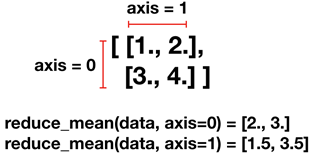 axis = 1
[ [1., 2.],
axis = 0
[3., 4.] ]
reduce_mean(data, axis=0) = [2., 3.]
reduce_mean(data, axis=1) = [1.5, 3.5]